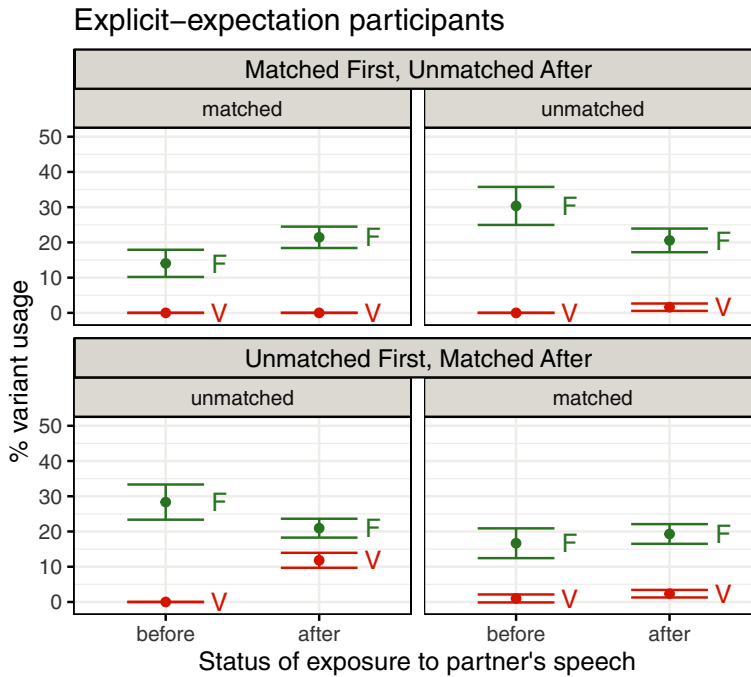 Explicit−expectation participants
Matched First, Unmatched After
matched unmatched
50
40
30
20
10
0
F F F F
V V V V
Unmatched First, Matched After
unmatched matched
50
40
30
20
10
0
F F F F
V V V V
% variant usage
before after before after
Status of exposure to partner's speech